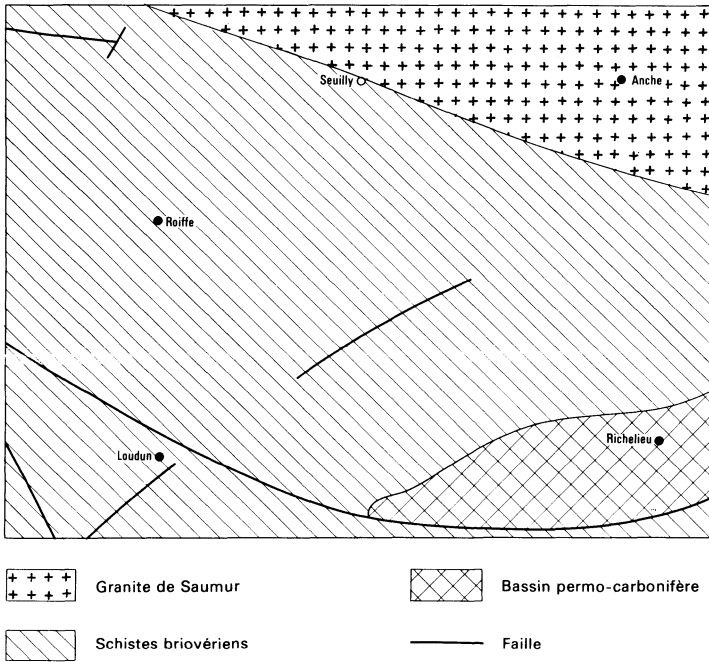 Seuilly
Anche
Roiffe
Richelieu
Loudun
Granite de Saumur
Bassin permo-carbonifère
Schistes briovériens
Faille